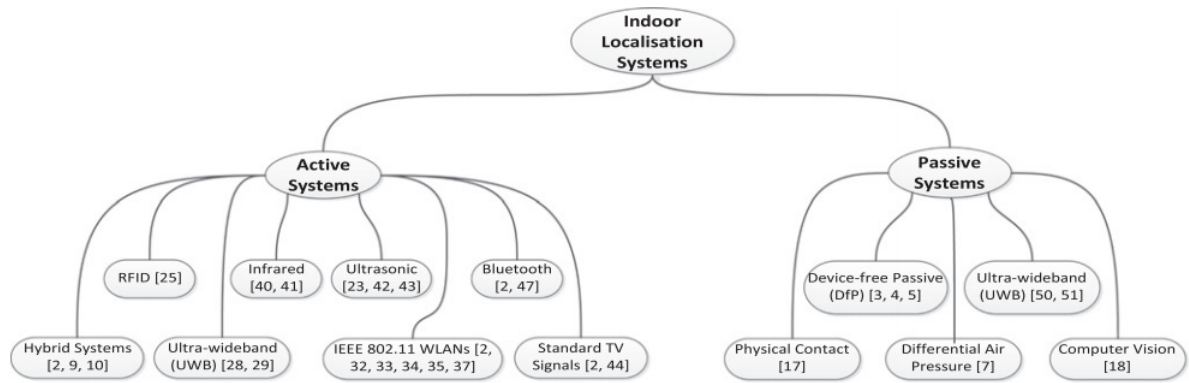 Indoor
Localisation
Systems
Active
Systems
Passive
Systems
RFID [25]
Infrared
[40, 41]
Ultrasonic
[23, 42, 43]
Bluetooth
[2, 47]
Device-free Passive
(DfP) [3, 4, 5]
Ultra-wideband
(UWB) [50, 51]
Hybrid Systems
[2, 9, 10]
Ultra-wideband
(UWB) [28, 29]
IEEE 802.11 WLANs [2,
32, 33, 34, 35, 37]
Standard TV
Signals [2, 44]
Physical Contact
[17]
Differential Air
Pressure [7]
Computer Vision
[18]